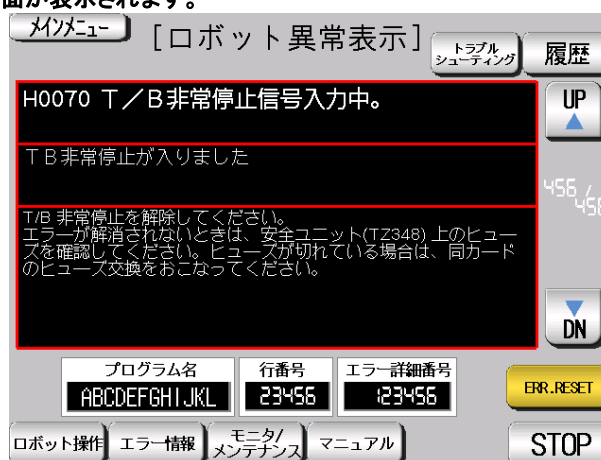 面が表示されます。
メインメニュー
[ロボット異常表示]
トラブル
シューティング
履歴
H0070 T／B非常停止信号入力中。
UP
TB非常停止が入りました
456 /
458
T/B 非常停止を解除してください。
エラーが解消されないときは、安全ユニット(TZ348) 上のヒュー
ズを確認してください。ヒューズが切れている場合は、同カード
のヒューズ交換をおこなってください。
DN
プログラム名
行番号
エラー詳細番号
ABCDEFGHIJKL
23456
123456
ERR.RESET
ロボット操作
エラー情報
モニタ/
メンテナンス
マニュアル
STOP